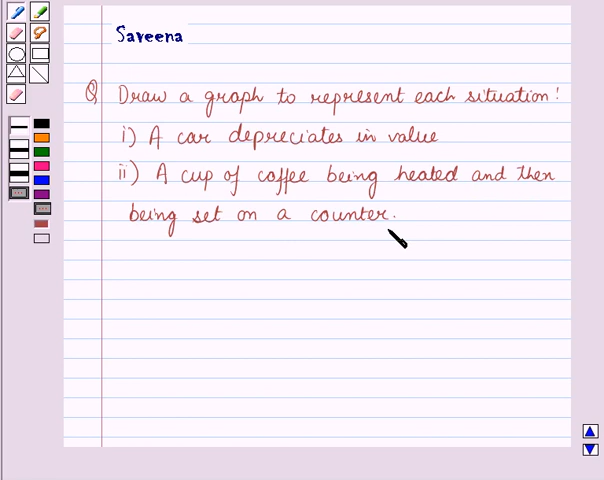 Saveena
Q Draw a graph to represent each situation:
i) A car depreciates in value
ii) A cup of coffee being heated and then
being set on a counter.